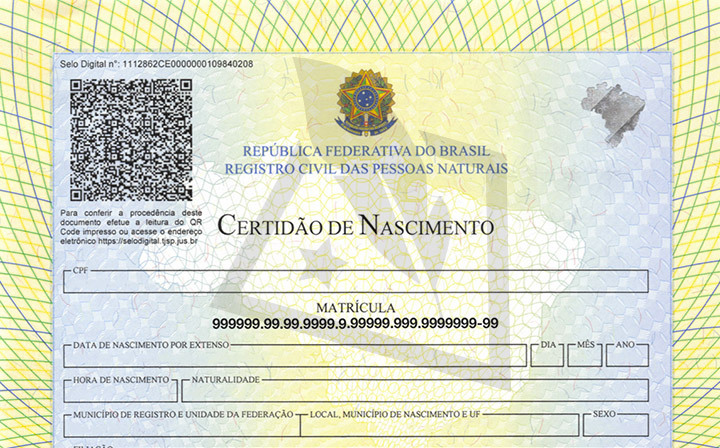 Selo Digital nº: 1112862CE0000000109840208
REPÚBLICA FEDERATIVA DO BRASIL
REGISTRO CIVIL DAS PESSOAS NATURAIS
Para conferir a procedência deste
documento efetue a leitura do QR
Code impresso ou acesse o endereço
eletrônico https://selodigital.tjsp.jus.br
CERTIDÃO DE NASCIMENTO
CPF
MATRÍCULA
999999.99.99.9999.9.99999.999.9999999-99
DATA DE NASCIMENTO POR EXTENSO DIA MÊS ANO
HORA DE NASCIMENTO NATURALIDADE
MUNICÍPIO DE REGISTRO E UNIDADE DA FEDERAÇÃO LOCAL, MUNICÍPIO DE NASCIMENTO E UF SEXO